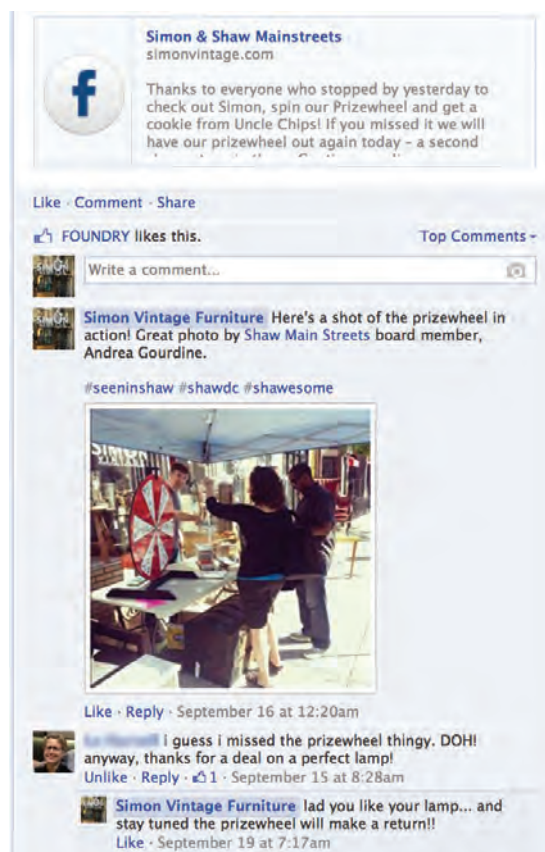 Simon & Shaw Mainstreets
simonvintage.com
Thanks to everyone who stopped by yesterday to
check out Simon, spin our Prizewheel and get a
cookie from Uncle Chips! If you missed it we will
have our prizewheel out again today – a second
Like · Comment · Share
FOUNDRY likes this.
Top Comments
Write a comment...
Simon Vintage Furniture Here's a shot of the prizewheel in
action! Great photo by Shaw Main Streets board member,
Andrea Gourdine.
#seeninshaw #shawdc #shawesome
Like · Reply · September 16 at 12:20am
i guess i missed the prizewheel thingy. DOH!
anyway, thanks for a deal on a perfect lamp!
Unlike · Reply · 1 · September 15 at 8:28am
Simon Vintage Furniture lad you like your lamp... and
stay tuned the prizewheel will make a return!!
Like · September 19 at 7:17am